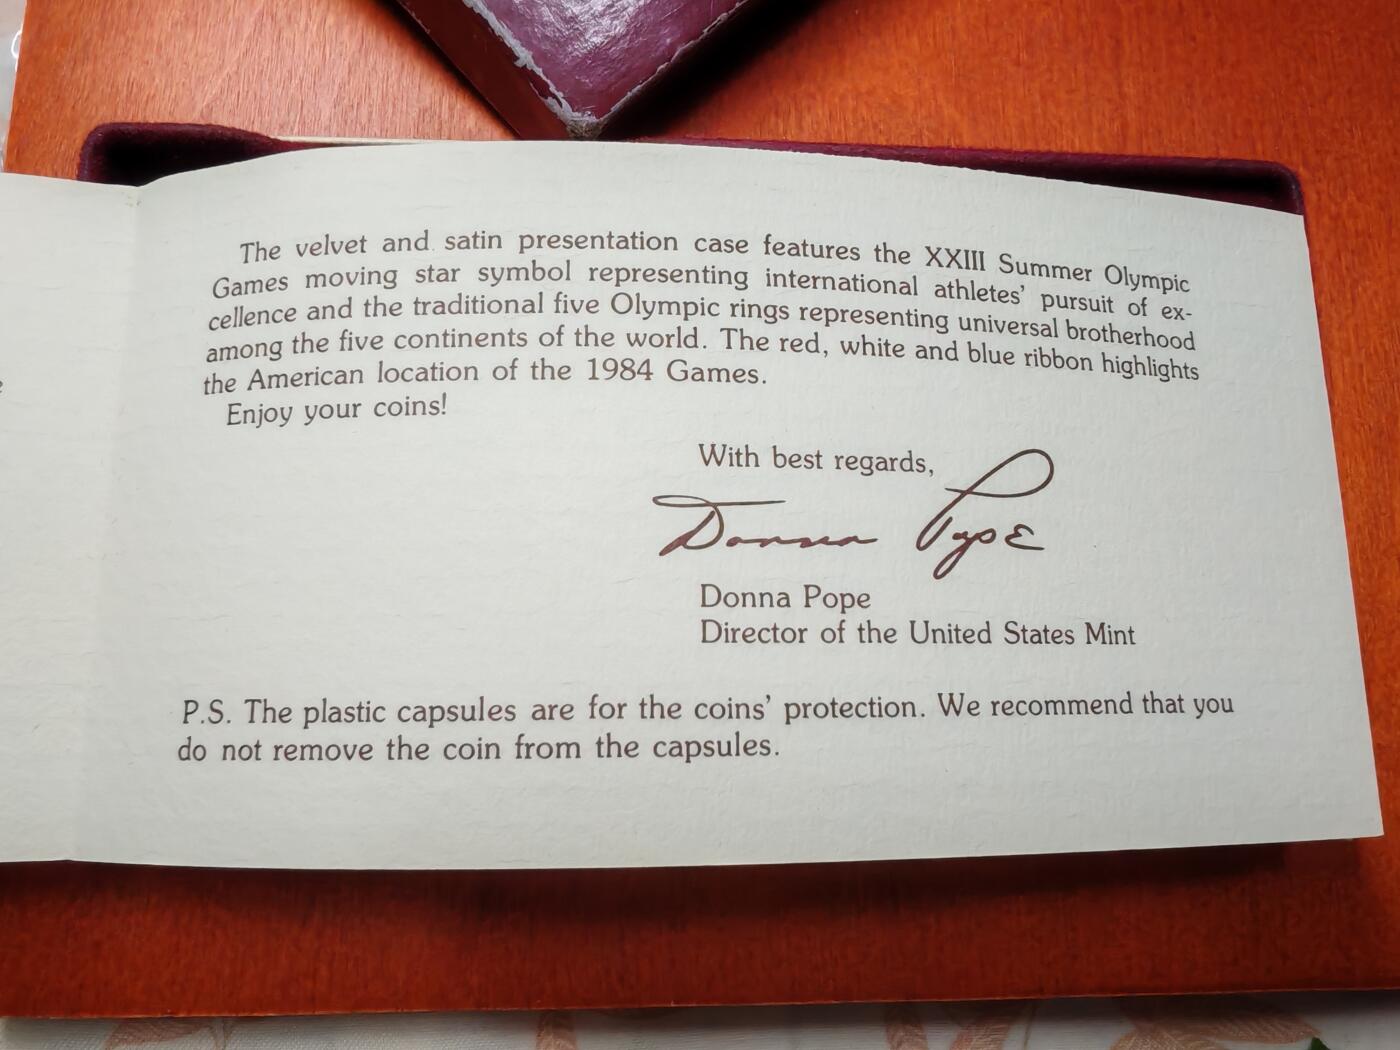 The velvet and satin presentation case features the XXIII Summer Olympic
Games moving star symbol representing international athletes' pursuit of ex-
cellence and the traditional five Olympic rings representing universal brotherhood
among the five continents of the world. The red, white and blue ribbon highlights
the American location of the 1984 Games.
Enjoy your coins!
With best regards,
Donna Pope
Donna Pope
Director of the United States Mint
P.S. The plastic capsules are for the coins' protection. We recommend that you
do not remove the coin from the capsules.